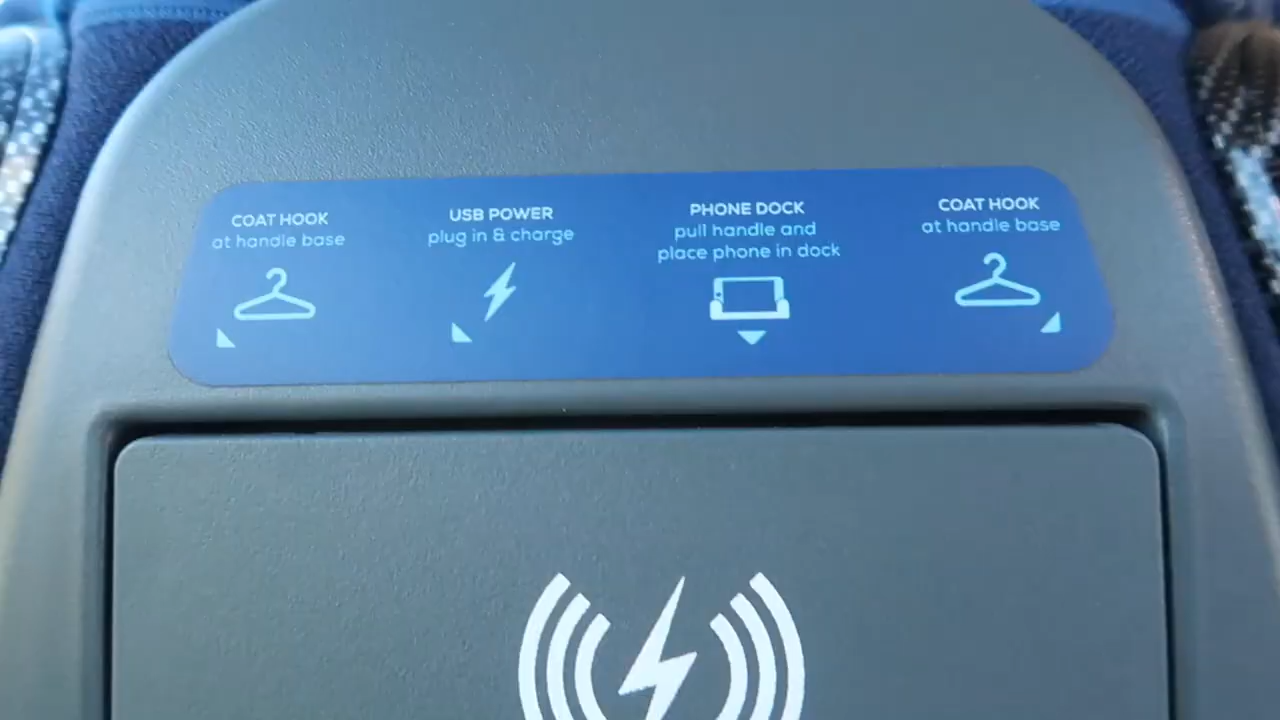 COAT HOOK
at handle base
USB POWER
plug in & charge
PHONE DOCK
pull handle and
place phone in dock
COAT HOOK
at handle base